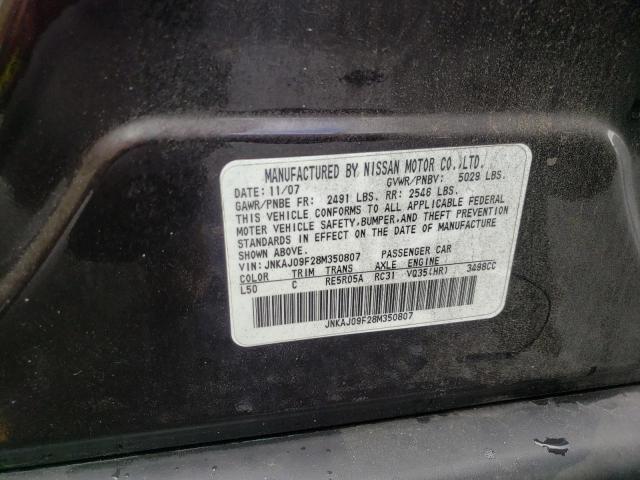 MANUFACTURED BY NISSAN MOTOR CO.,LTD.
DATE: 11/07 GVWR/PNBV: 5029 LBS.
GAWR/PNBE FR: 2491 LBS. RR: 2546 LBS.
THIS VEHICLE CONFORMS TO ALL APPLICABLE FEDERAL
MOTOR VEHICLE SAFETY, BUMPER, AND THEFT PREVENTION
STANDARDS IN EFFECT ON THE DATE OF MANUFACTURE
SHOWN ABOVE.
VIN: JNKAJ09F28M350807 PASSENGER CAR
COLOR TRIM TRANS AXLE ENGINE
L50 C RE5R05A RC31 VQ35(HR) 3498CC
JNKAJ09F28M350807